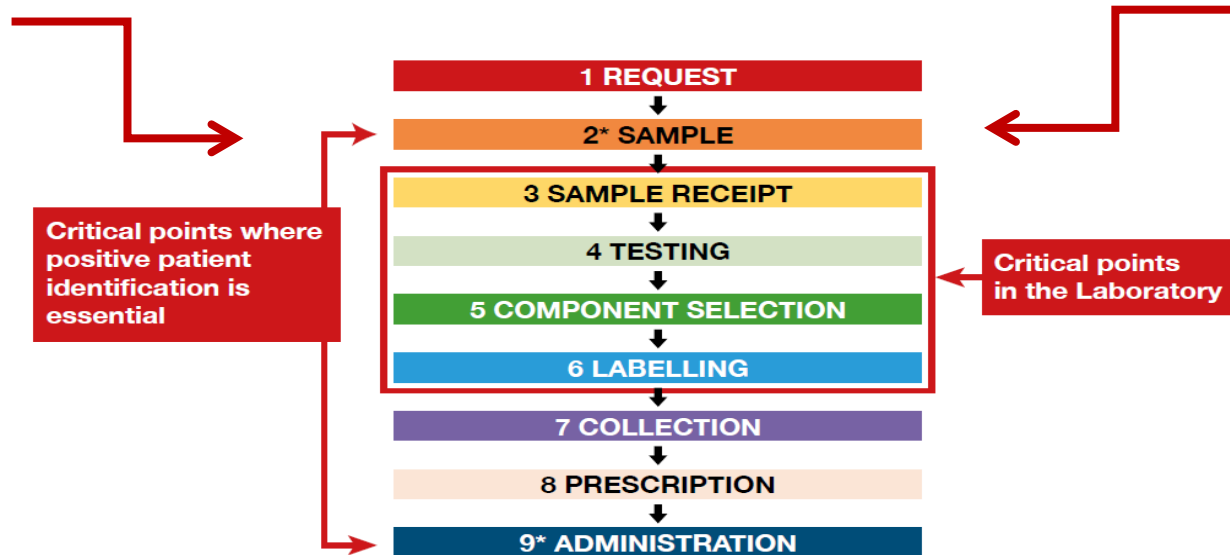 1 REQUEST
2* SAMPLE
3 SAMPLE RECEIPT
4 TESTING
5 COMPONENT SELECTION
6 LABELLING
7 COLLECTION
8 PRESCRIPTION
9* ADMINISTRATION
Critical points where
positive patient
identification is
essential
Critical points
in the Laboratory